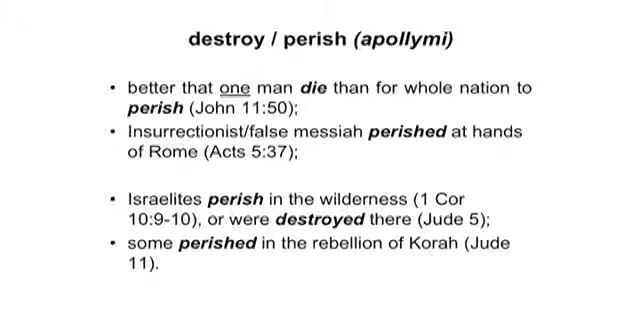 destroy / perish (apollymi)
• better that one man die than for whole nation to
perish (John 11:50);
• Insurrectionist/false messiah perished at hands
of Rome (Acts 5:37);
• Israelites perish in the wilderness (1 Cor
10:9-10), or were destroyed there (Jude 5);
• some perished in the rebellion of Korah (Jude
11).